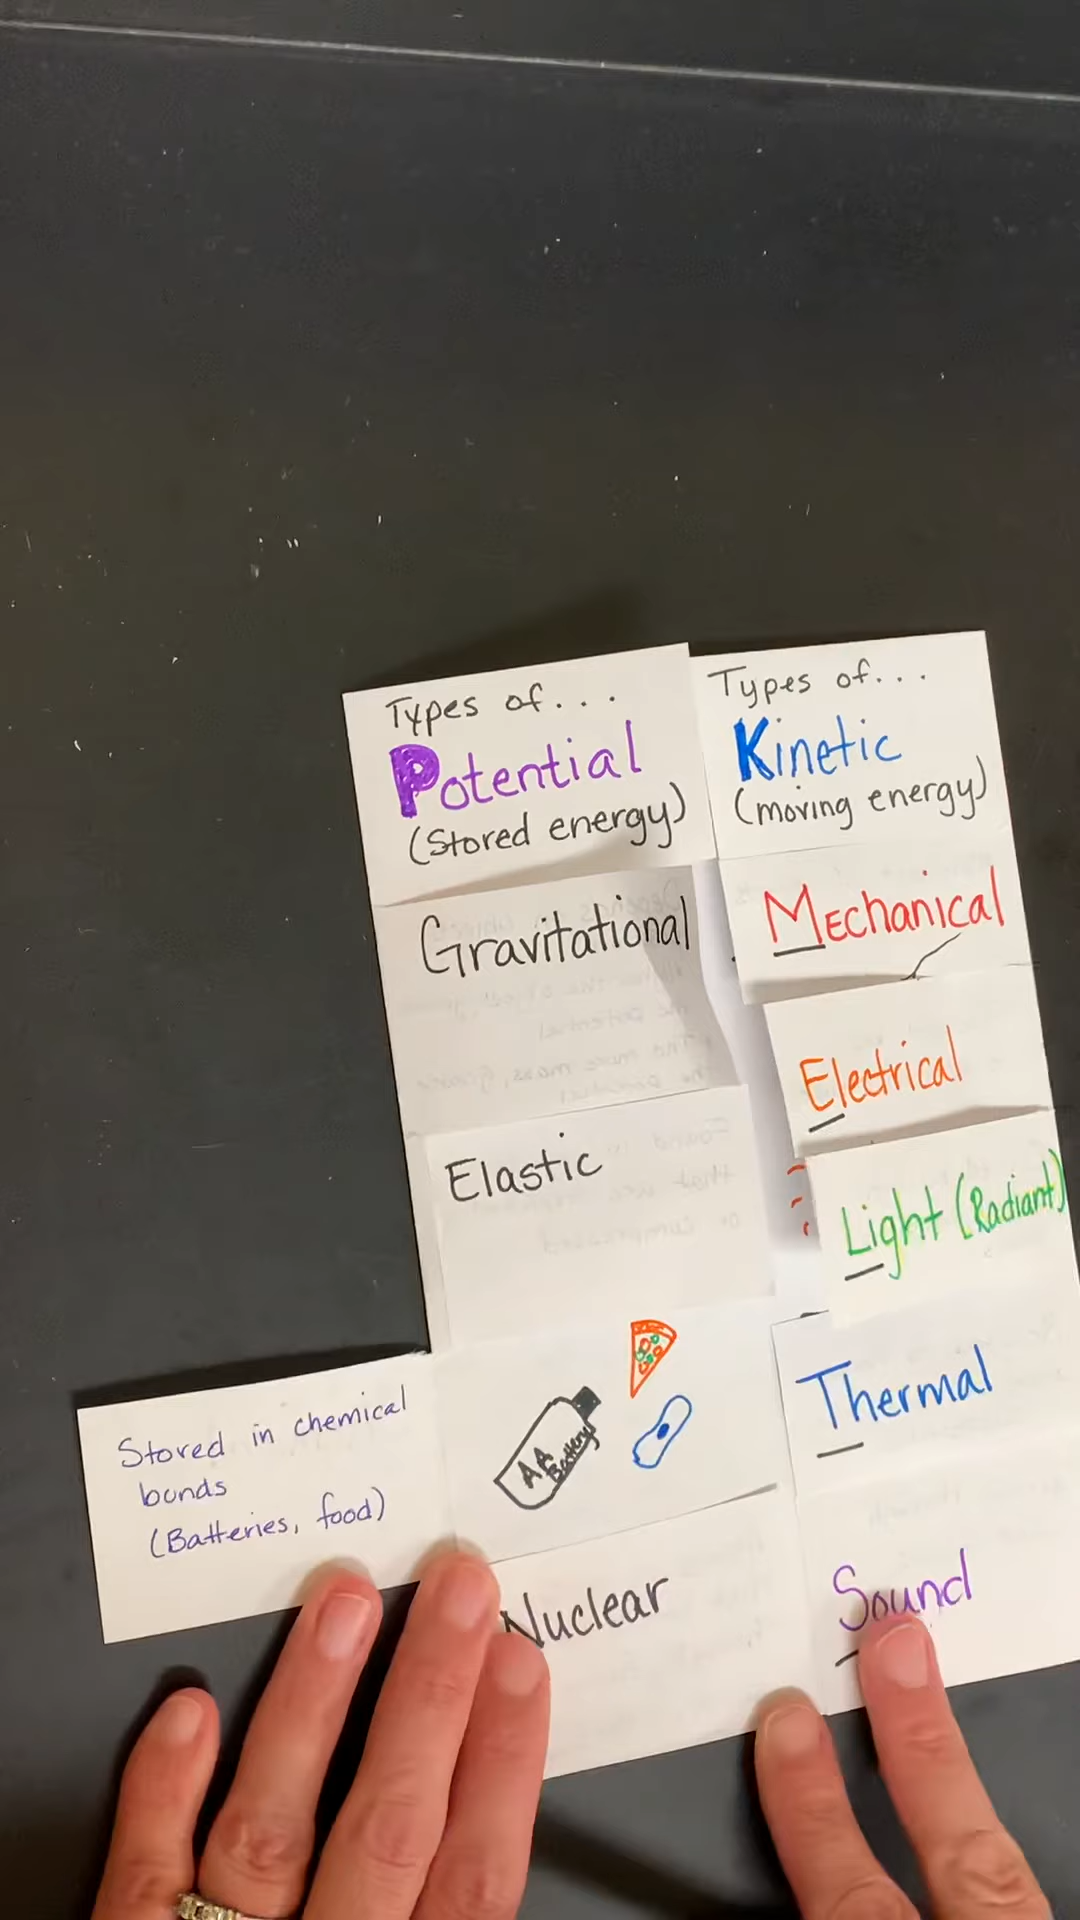 Types of...
Potential
(Stored energy)
Gravitational
Elastic
Stored in chemical
bonds
(Batteries, food)
AA
Battery
Nuclear
Types of...
Kinetic
(moving energy)
Mechanical
Electrical
Light (Radiant)
Thermal
Sound